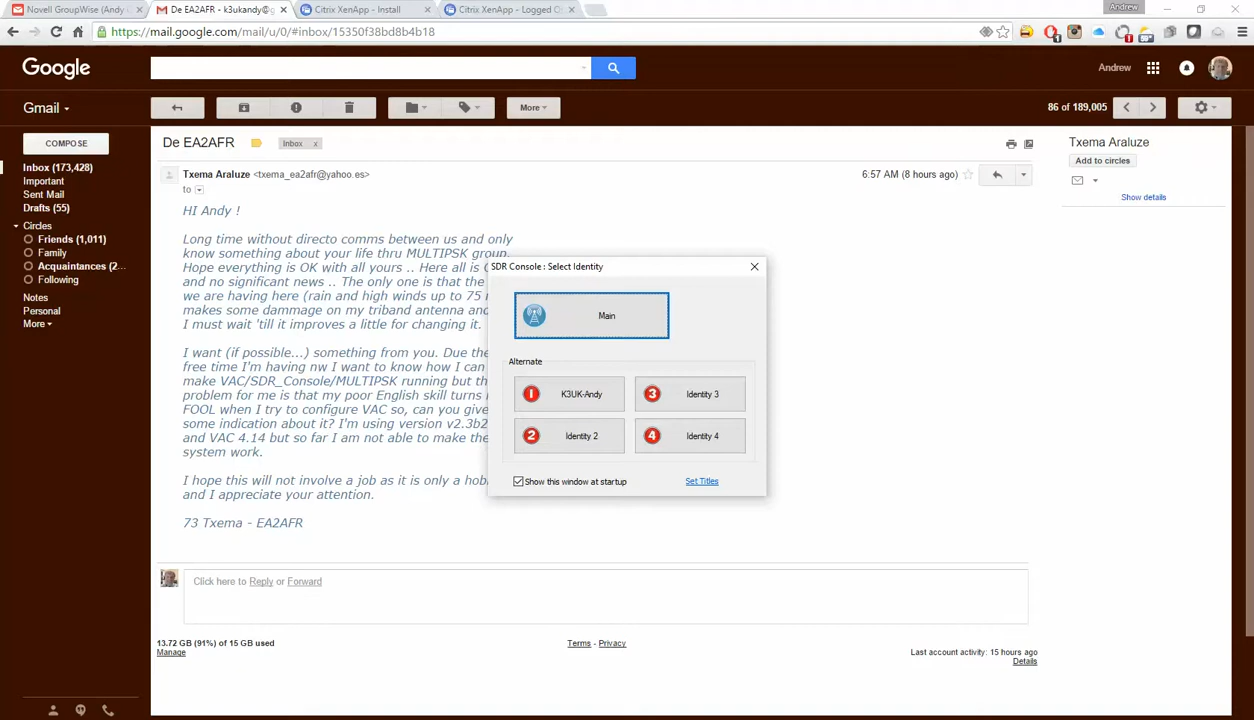 Novell GroupWise (Andy
De EA2AFR - k3ukandy@g
Citrix XenApp - Install
Citrix XenApp - Logged O
Andrew
https://mail.google.com/mail/u/0/#inbox/15350f38bd8b4b18
Google
Andrew
Gmail
More
86 of 189,005
COMPOSE
De EA2AFR
Inbox x
Txema Araluze
Add to circles
Show details
Inbox (173,428)
Important
Sent Mail
Drafts (55)
Circles
Friends (1,011)
Family
Acquaintances (2...
Following
Notes
Personal
More
Txema Araluze <txema_ea2afr@yahoo.es>
6:57 AM (8 hours ago)
to
HI Andy !
Long time without directo comms between us and only
know something about your life thru MULTIPSK group.
Hope everything is OK with all yours .. Here all is
and no significant news .. The only one is that the
we are having here (rain and high winds up to 75
makes some dammage on my triband antenna and
I must wait 'till it improves a little for changing it.
I want (if possible...) something from you. Due the
free time I'm having nw I want to know how I can
make VAC/SDR_Console/MULTIPSK running but th
problem for me is that my poor English skill turns
FOOL when I try to configure VAC so, can you give
some indication about it? I'm using version v2.3b2
and VAC 4.14 but so far I am not able to make the
system work.
I hope this will not involve a job as it is only a hob
and I appreciate your attention.
73 Txema - EA2AFR
SDR Console : Select Identity
Main
Alternate
1 K3UK-Andy
3 Identity 3
2 Identity 2
4 Identity 4
Show this window at startup
Set Titles
Click here to Reply or Forward
13.72 GB (91%) of 15 GB used
Manage
Terms - Privacy
Last account activity: 15 hours ago
Details